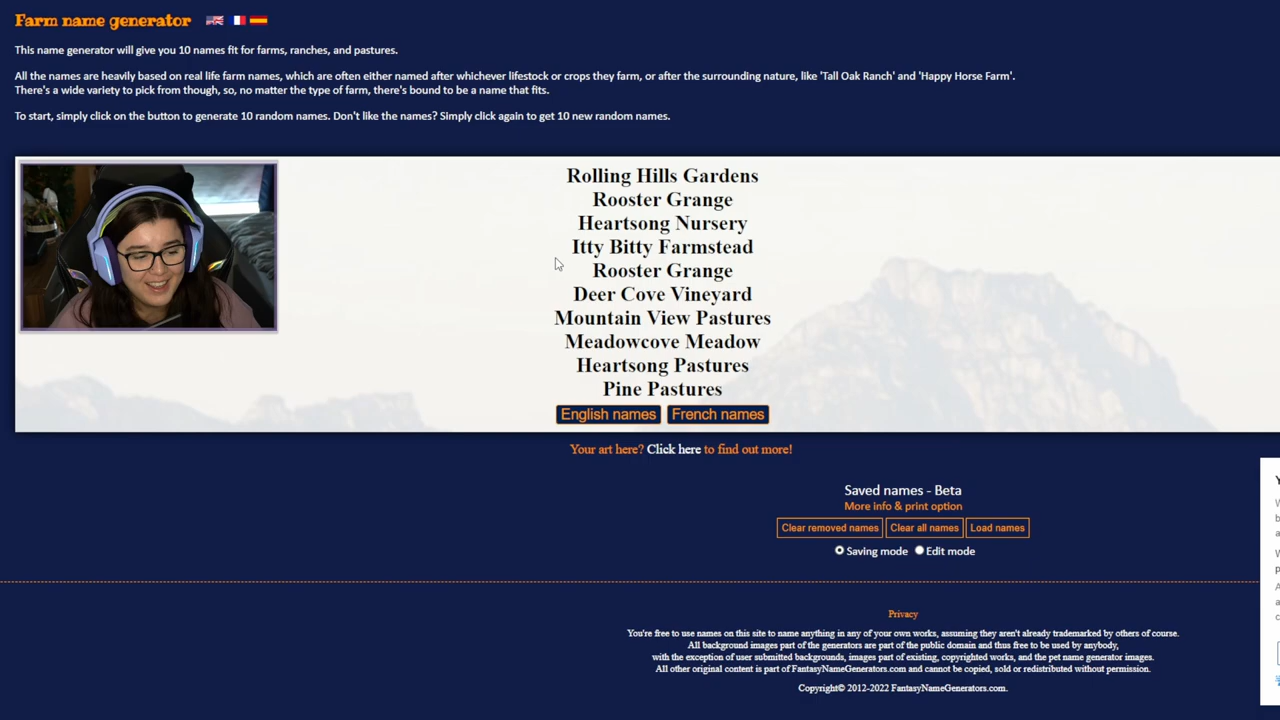 Farm name generator
This name generator will give you 10 names fit for farms, ranches, and pastures.
All the names are heavily based on real life farm names, which are often either named after whichever lifestock or crops they farm, or after the surrounding nature, like 'Tall Oak Ranch' and 'Happy Horse Farm'.
There's a wide variety to pick from though, so, no matter the type of farm, there's bound to be a name that fits.
To start, simply click on the button to generate 10 random names. Don't like the names? Simply click again to get 10 new random names.
Rolling Hills Gardens
Rooster Grange
Heartsong Nursery
Itty Bitty Farmstead
Rooster Grange
Deer Cove Vineyard
Mountain View Pastures
Meadowcove Meadow
Heartsong Pastures
Pine Pastures
English names French names
Your art here? Click here to find out more!
Saved names - Beta
More info & print option
Clear removed names Clear all names Load names
Saving mode Edit mode
Privacy
You're free to use names on this site to name anything in any of your own works, assuming they aren't already trademarked by others of course.
All background images part of the generators are part of the public domain and thus free to be used by anybody,
with the exception of user submitted backgrounds, images part of existing, copyrighted works, and the pet name generator images.
All other original content is part of FantasyNameGenerators.com and cannot be copied, sold or redistributed without permission.
Copyright© 2012-2022 FantasyNameGenerators.com.